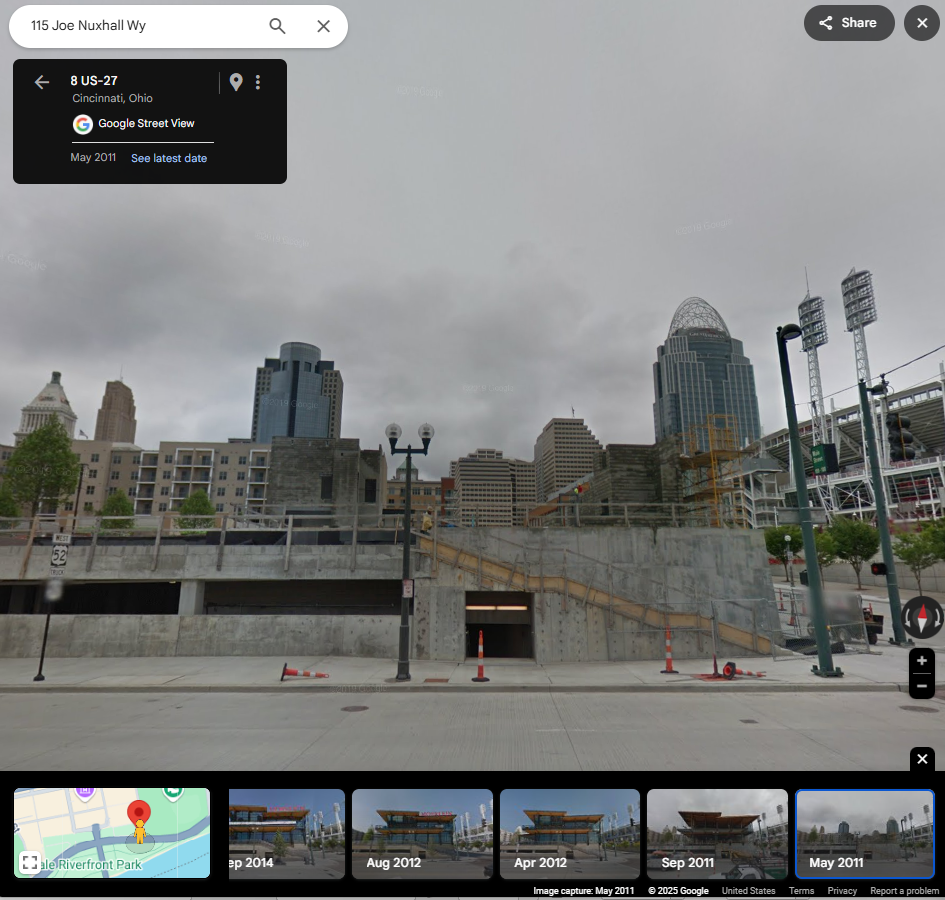 115 Joe Nuxhall Wy
Share
8 US-27
Cincinnati, Ohio
Google Street View
May 2011 See latest date
WEST
52
TRUCK
ep 2014
Aug 2012
Apr 2012
Sep 2011
May 2011
ale Riverfront Park
Image capture: May 2011 © 2025 Google United States Terms Privacy Report a problem